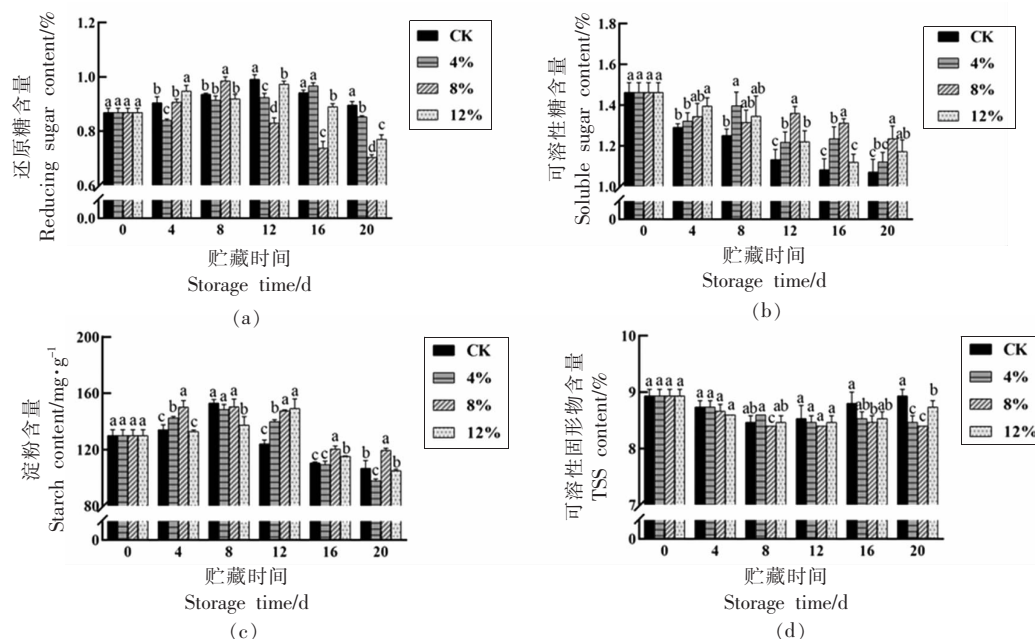 1.2
1.0
0.8
0.6
0.0
还原糖含量
Reducing sugar content/%
a a a a
b c b a
b b a b
a c d b
a a c b
a b d c
CK
4%
8%
12%
0 4 8 12 16 20
贮藏时间
Storage time/d
(a)
1.8
1.6
1.4
1.2
1.0
0
可溶性糖含量
Soluble sugar content/%
a a a a
b b ab a
b a ab ab
c b a b
c b a c
c bc a ab
CK
4%
8%
12%
0 4 8 12 16 20
贮藏时间
Storage time/d
(b)
200
160
120
80
0
淀粉含量
Starch content/mg·g⁻¹
a a a a
c b a c
a a a b
c b a a
c c a b
b c a b
CK
4%
8%
12%
0 4 8 12 16 20
贮藏时间
Storage time/d
(c)
10
9
8
7
0
可溶性固形物含量
TSS content/%
a a a a
a a a a
ab a c ab
a a a a
a ab b ab
a c c b
CK
4%
8%
12%
0 4 8 12 16 20
贮藏时间
Storage time/d
(d)